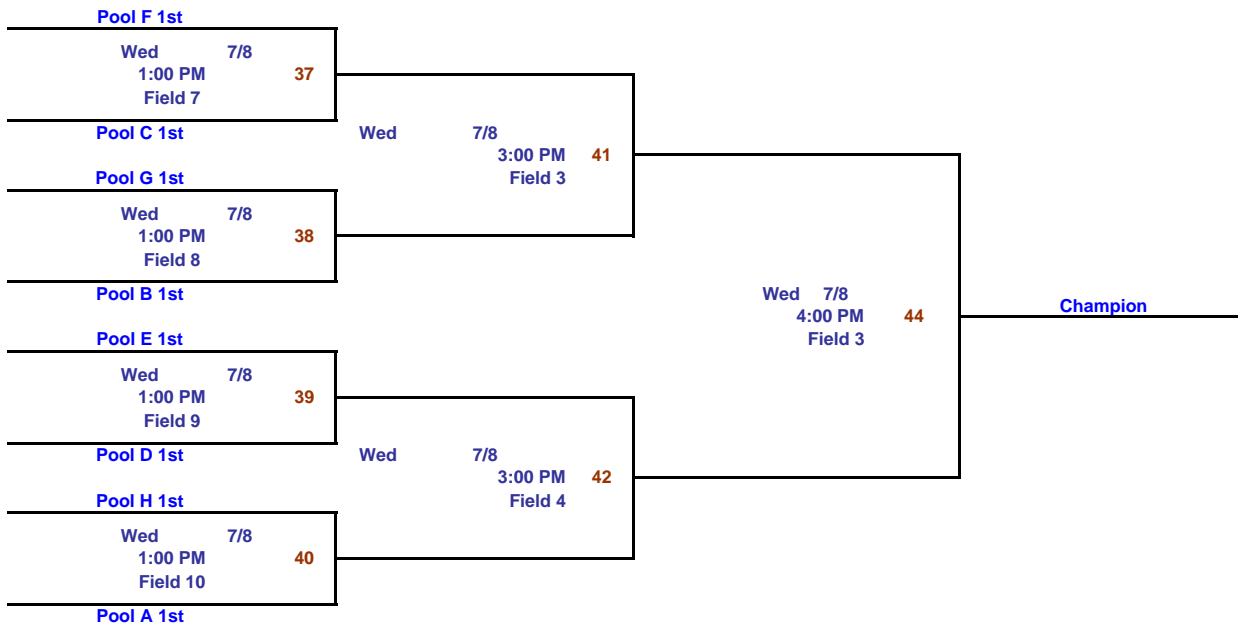 Pool F 1st
Wed 7/8
1:00 PM 37
Field 7
Pool C 1st
Wed 7/8
3:00 PM 41
Field 3
Pool G 1st
Wed 7/8
1:00 PM 38
Field 8
Pool B 1st
Wed 7/8
4:00 PM 44
Field 3
Champion
Pool E 1st
Wed 7/8
1:00 PM 39
Field 9
Pool D 1st
Wed 7/8
3:00 PM 42
Field 4
Pool H 1st
Wed 7/8
1:00 PM 40
Field 10
Pool A 1st